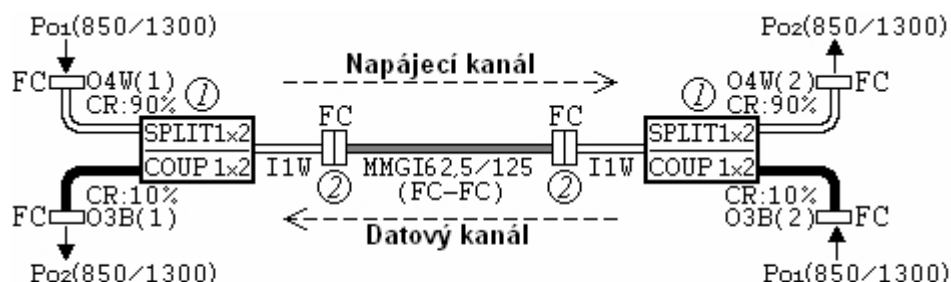 Po1(850/1300)
Po2(850/1300)
FC
O4W(1)
CR:90%
1
Napájecí kanál
1
O4W(2)
CR:90%
FC
FC
FC
SPLIT1x2
COUP 1x2
I1W
2
MMGI62,5/125
(FC-FC)
2
I1W
SPLIT1x2
COUP 1x2
CR:10%
FC
O3B(1)
Datový kanál
CR:10%
O3B(2)
FC
Po2(850/1300)
Po1(850/1300)